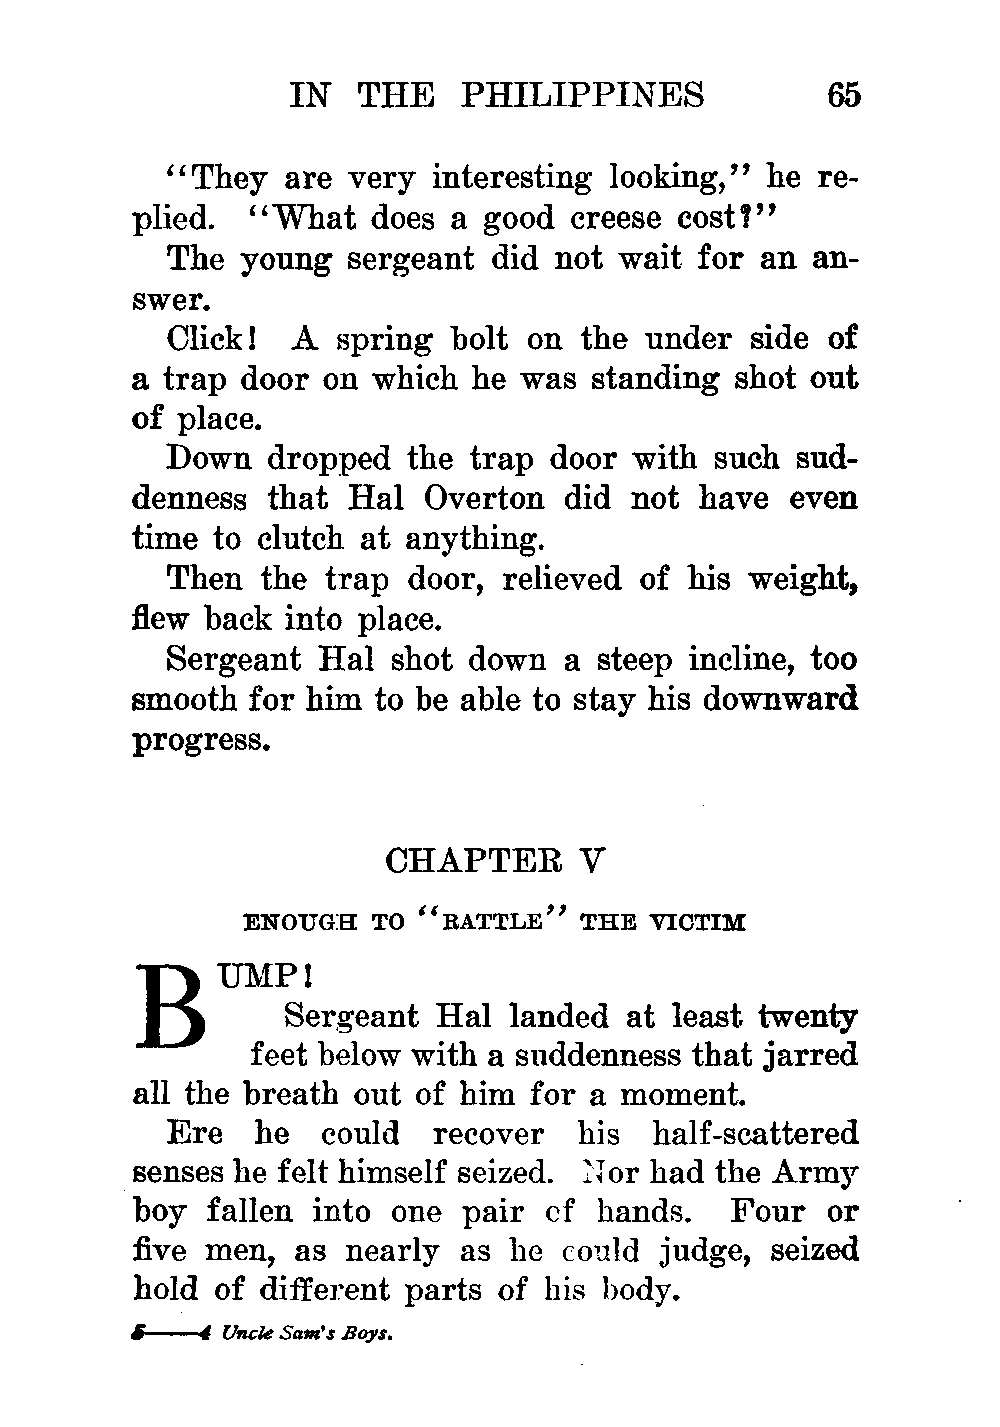 IN THE PHILIPPINES 65
“They are very interesting looking,” he re-
plied. “What does a good creese cost?”
The young sergeant did not wait for an an-
swer.
Click! A spring bolt on the under side of
a trap door on which he was standing shot out
of place.
Down dropped the trap door with such sud-
denness that Hal Overton did not have even
time to clutch at anything.
Then the trap door, relieved of his weight,
flew back into place.
Sergeant Hal shot down a steep incline, too
smooth for him to be able to stay his downward
progress.
CHAPTER V
ENOUGH TO “RATTLE” THE VICTIM
BUMP!
Sergeant Hal landed at least twenty
feet below with a suddenness that jarred
all the breath out of him for a moment.
Ere he could recover his half-scattered
senses he felt himself seized. Nor had the Army
boy fallen into one pair of hands. Four or
five men, as nearly as he could judge, seized
hold of different parts of his body.
5——4 Uncle Sam's Boys.